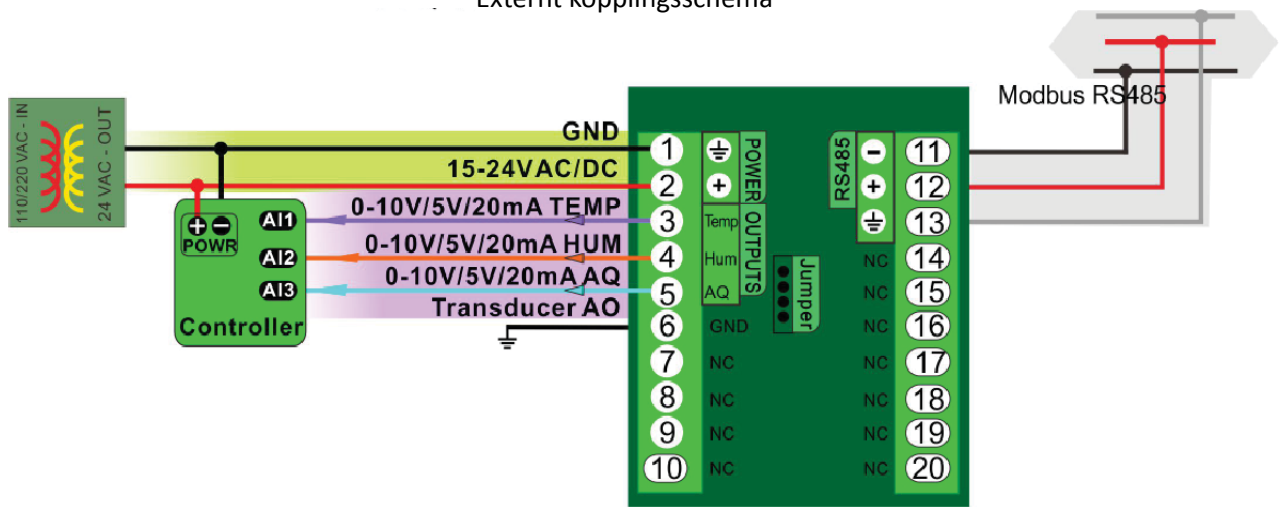 Externt kopplingsschema
Modbus RS485
110/220 VAC - IN
24 VAC - OUT
GND
15-24VAC/DC
0-10V/5V/20mA TEMP
0-10V/5V/20mA HUM
0-10V/5V/20mA AQ
Transducer AO
+ −
POWR
AI1
AI2
AI3
Controller
1
2
3
4
5
6
7
8
9
10
+
POWER
Temp
Hum
AQ
OUTPUTS
GND
NC
NC
NC
NC
Jumper
RS485
−
+
NC
NC
NC
NC
NC
NC
NC
11
12
13
14
15
16
17
18
19
20